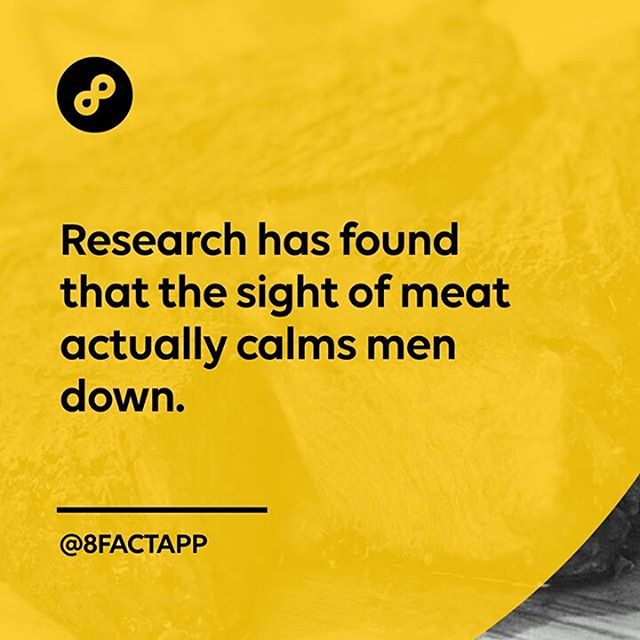 Research has found
that the sight of meat
actually calms men
down.
@8FACTAPP